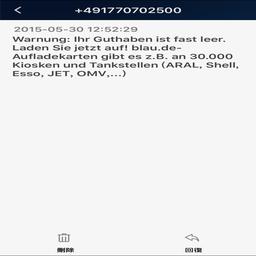 +491770702500
2015-05-30 12:52:29
Warnung: Ihr Guthaben ist fast leer.
Laden Sie jetzt auf! blau.de-
Aufladekarten gibt es z.B. an 30.000
Kiosken und Tankstellen (ARAL, Shell,
Esso, JET, OMV,...)
刪除
回復